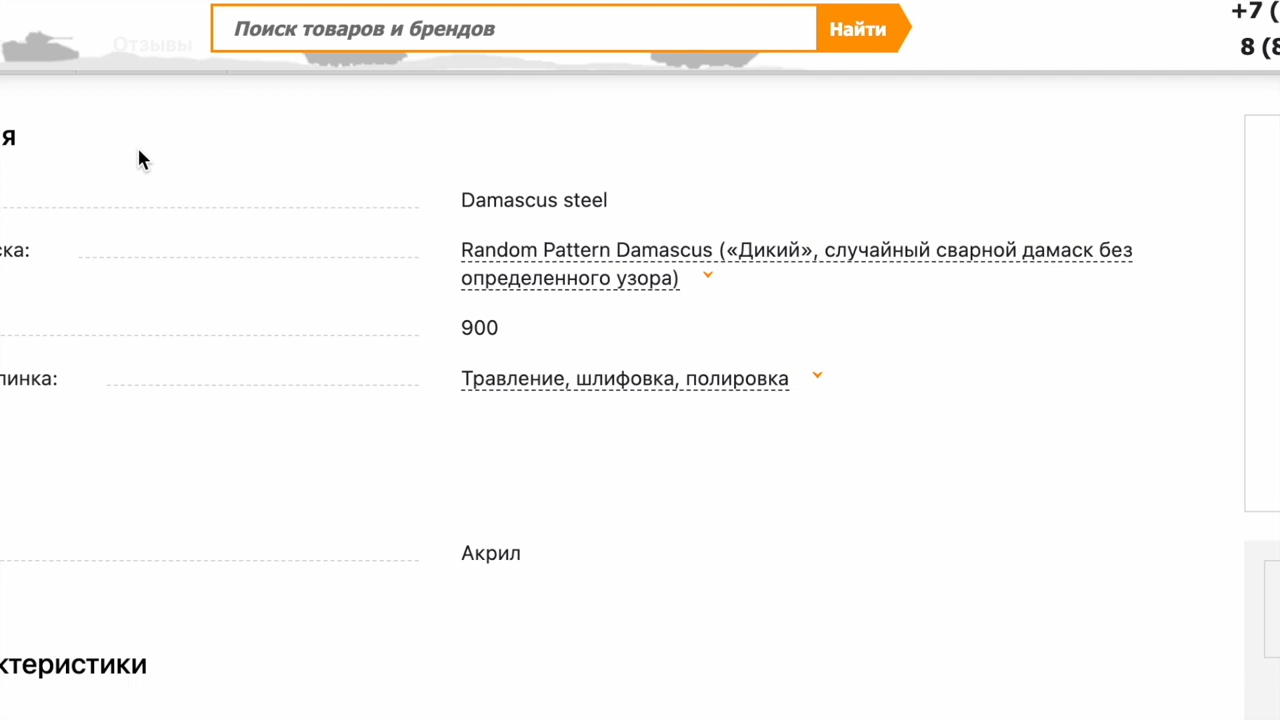 +7 (
Поиск товаров и брендов
Найти
Отзывы
8 (8
я
Damascus steel
ска:
Random Pattern Damascus («Дикий», случайный сварной дамаск без
определенного узора)
900
линка:
Травление, шлифовка, полировка
Акрил
ктеристики